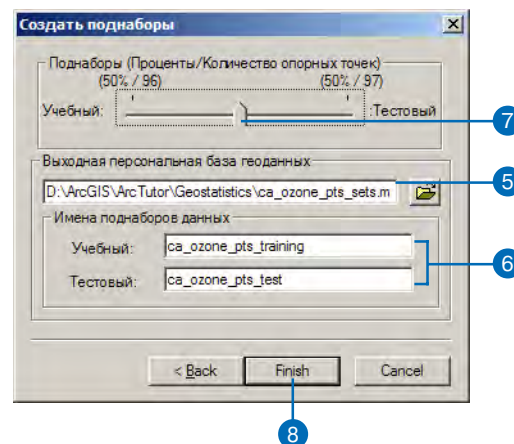 Создать поднаборы
Поднаборы (Проценты/Количество опорных точек)
(50% / 96) (50% / 97)
Учебный: :Тестовый
7
Выходная персональная база геоданных
D:\ArcGIS\ArcTutor\Geostatistics\ca_ozone_pts_sets.m
5
Имена поднаборов данных
Учебный: ca_ozone_pts_training
6
Тестовый: ca_ozone_pts_test
< Back Finish Cancel
8